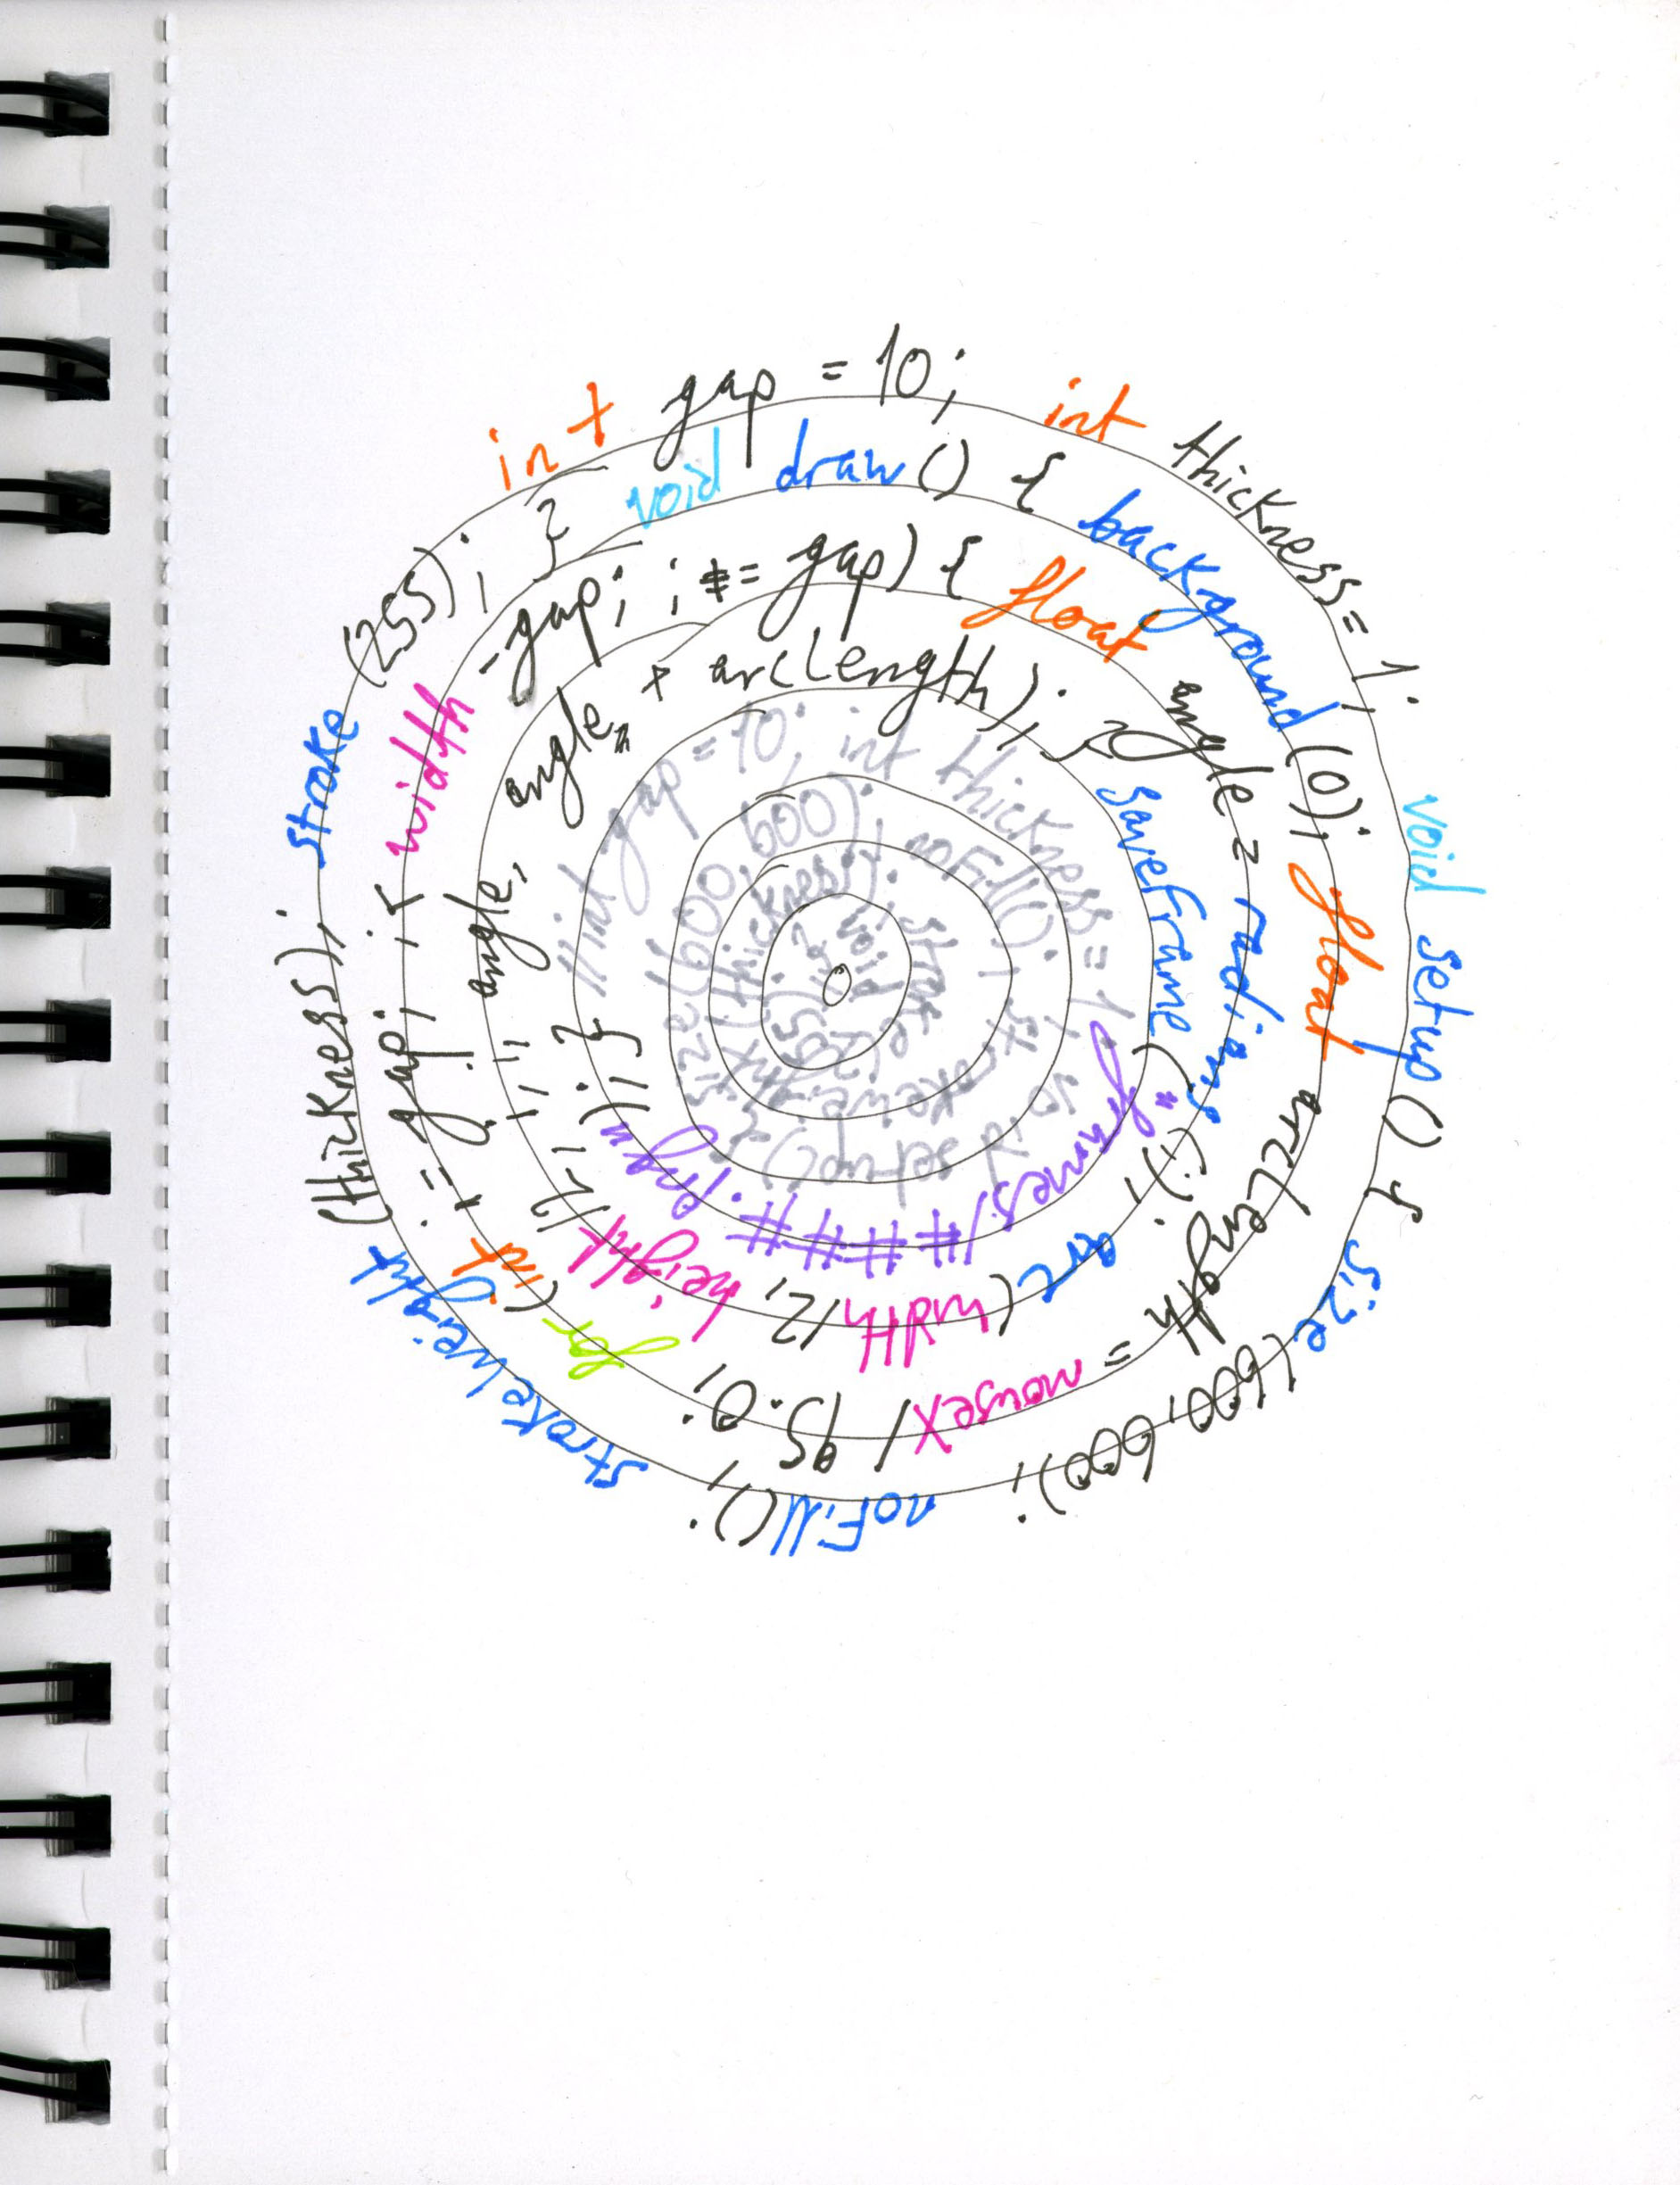 int gap = 10; int thickness = 1; void setup() { size(600, 600); noFill(); strokeWeight(thickness); stroke(255); }
void draw() { background(0); float arclength = mouseX / 95.0; for (int i = gap; i < width
-gap; i += gap) { float angle = radians(i); arc(width/2, height/2, i, i, angle,
angle + arclength); } saveFrame("frames/####.png"); }
//int gap = 10; int thickness = 1; void setup() {
size(600, 600); noFill(); strokeWeight
(thickness); stroke(255);
} void